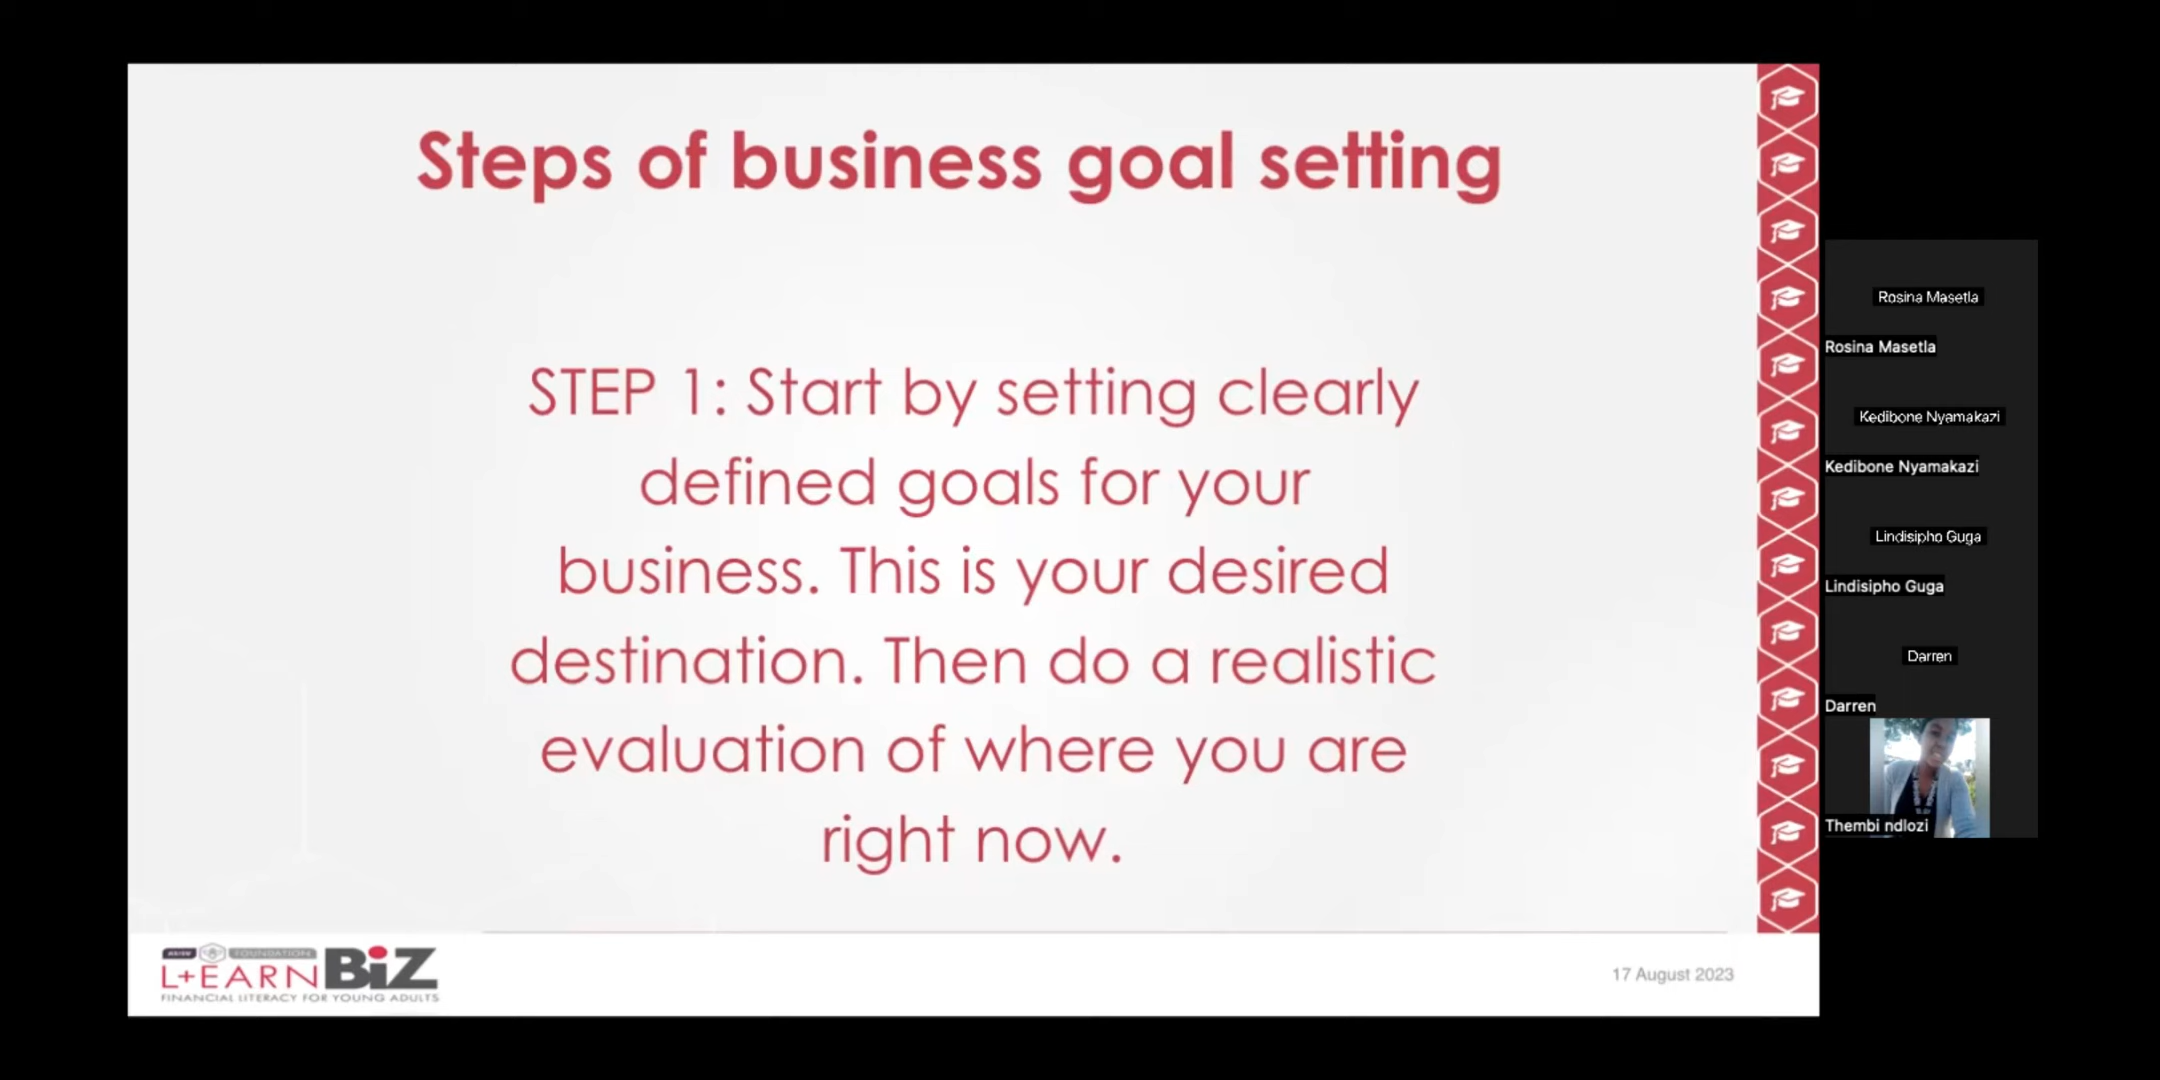 Steps of business goal setting
STEP 1: Start by setting clearly
defined goals for your
business. This is your desired
destination. Then do a realistic
evaluation of where you are
right now.
FOUNDATION
L+EARN BiZ
FINANCIAL LITERACY FOR YOUNG ADULTS
17 August 2023
Rosina Masetla
Rosina Masetla
Kedibone Nyamakazi
Kedibone Nyamakazi
Lindisipho Guga
Lindisipho Guga
Darren
Darren
Thembi ndlozi